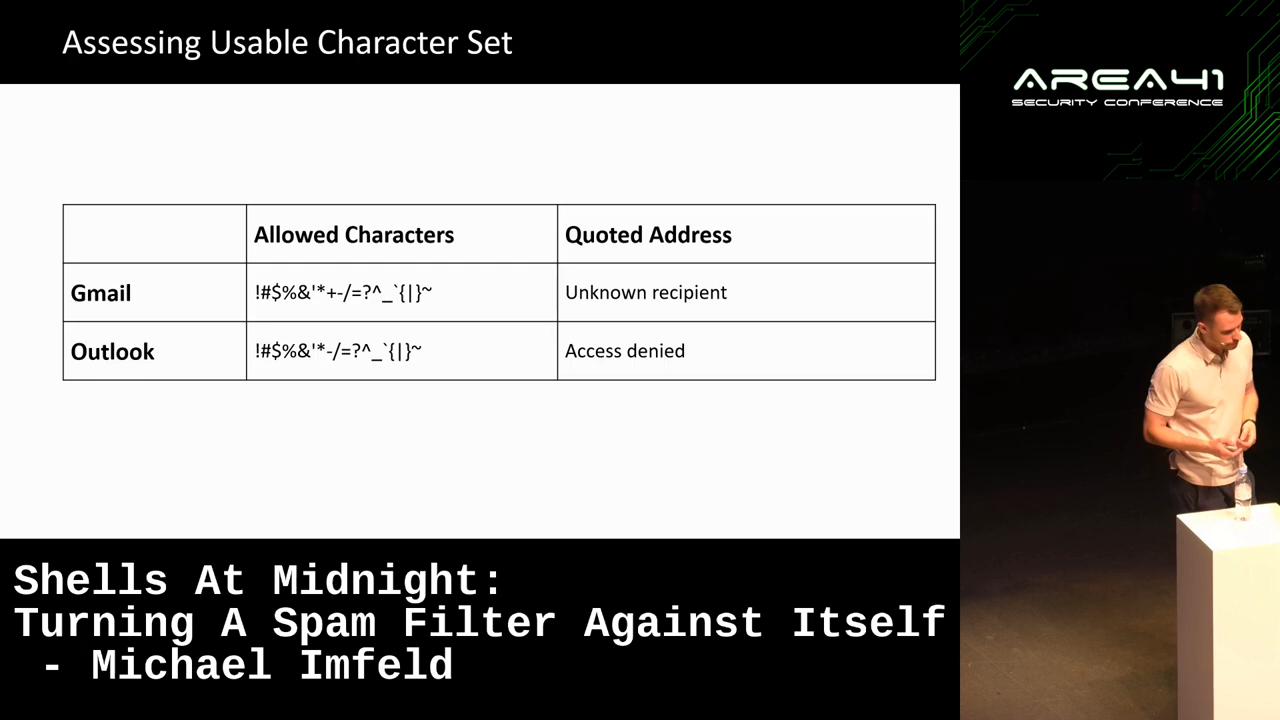 Assessing Usable Character Set
AREA41
SECURITY CONFERENCE
Allowed Characters
Quoted Address
Gmail
!#$%&'*+-/=?^_`{|}~
Unknown recipient
Outlook
!#$%&'*-/=?^_`{|}~
Access denied
Shells At Midnight:
Turning A Spam Filter Against Itself
- Michael Imfeld